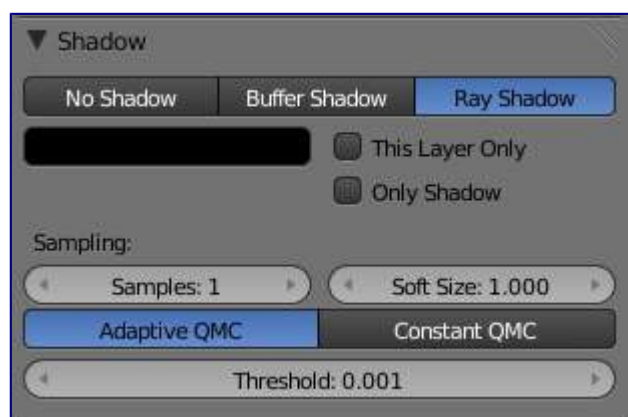 Shadow
No Shadow Buffer Shadow Ray Shadow
This Layer Only
Only Shadow
Sampling:
Samples: 1 Soft Size: 1.000
Adaptive QMC Constant QMC
Threshold: 0.001